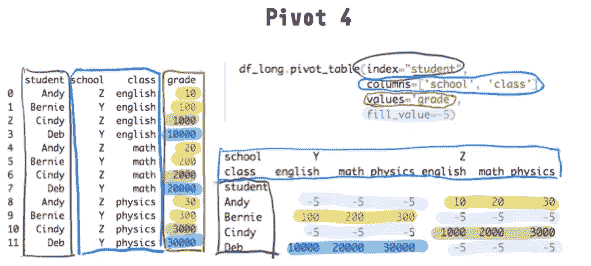 Pivot 4
student school class grade
0 Andy Z english 10
1 Bernie Y english 100
2 Cindy Z english 1000
3 Deb Y english 10000
4 Andy Z math 20
5 Bernie Y math 200
6 Cindy Z math 2000
7 Deb Y math 20000
8 Andy Z physics 30
9 Bernie Y physics 300
10 Cindy Z physics 3000
11 Deb Y physics 30000
df_long.pivot_table(index="student",
columns=['school', 'class'],
values='grade',
fill_value=-5)
school Y Z
class english math physics english math physics
student
Andy -5 -5 -5 10 20 30
Bernie 100 200 300 -5 -5 -5
Cindy -5 -5 -5 1000 2000 3000
Deb 10000 20000 30000 -5 -5 -5